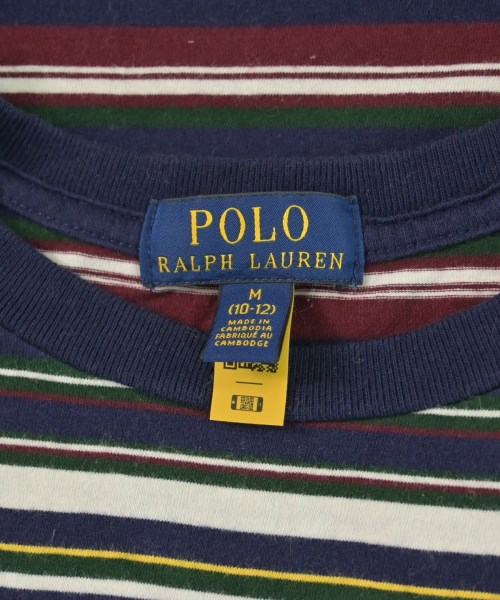 POLO
RALPH LAUREN
M
(10-12)
MADE IN
CAMBODIA
FABRIQUÉ AU
CAMBODGE